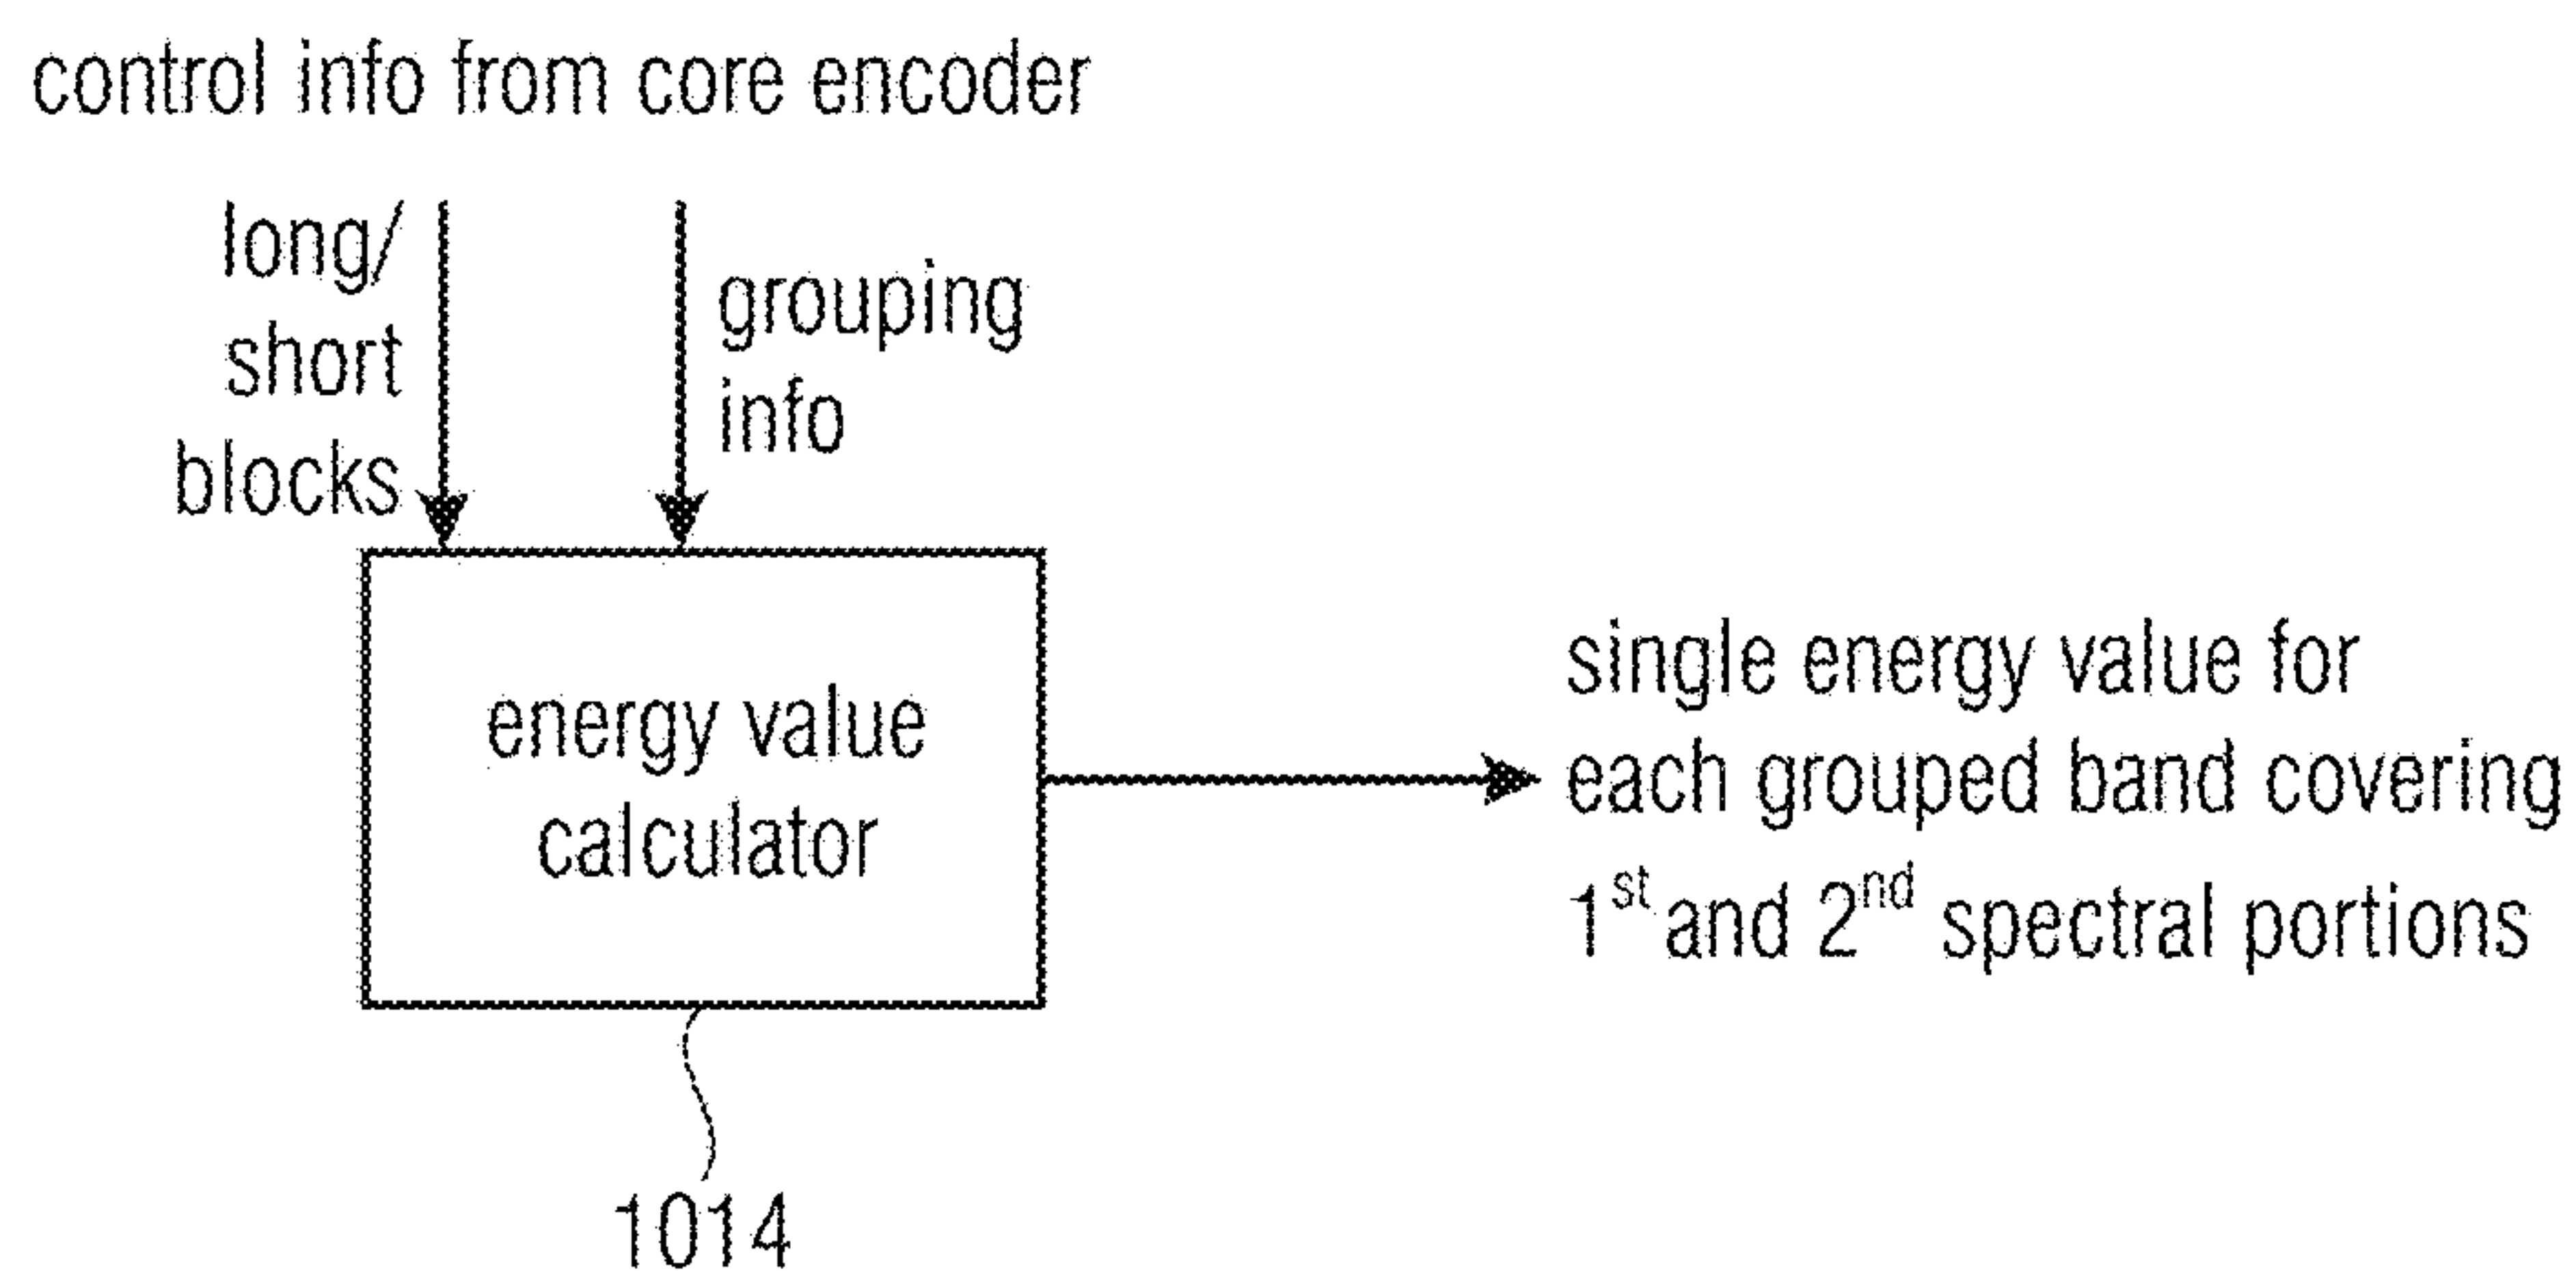 control info from core encoder
long/
short
blocks
grouping
info
energy value
calculator
single energy value for
each grouped band covering
1st and 2nd spectral portions
1014